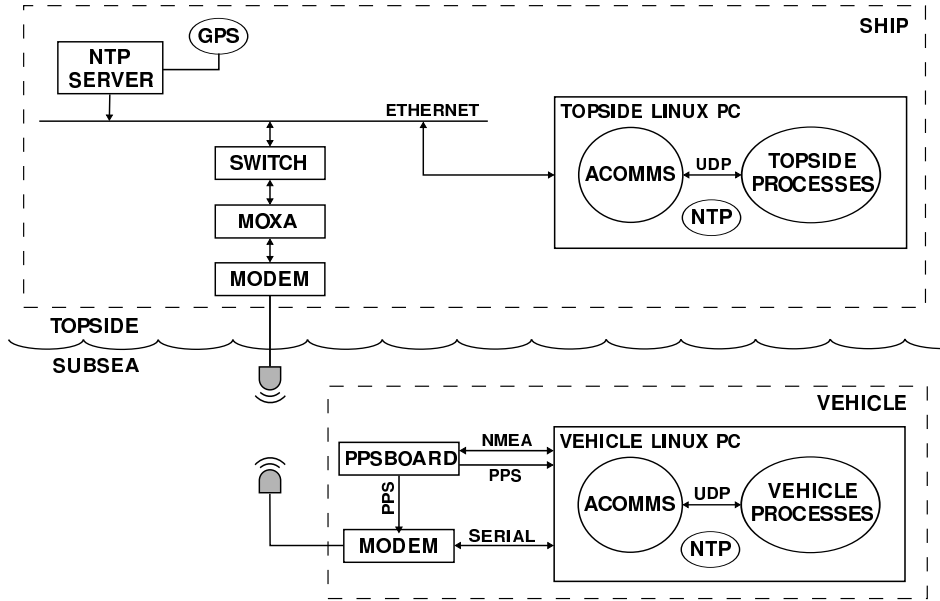 SHIP
GPS
NTP
SERVER
ETHERNET
TOPSIDE LINUX PC
SWITCH
ACOMMS
UDP
TOPSIDE
PROCESSES
NTP
MOXA
MODEM
TOPSIDE
SUBSEA
VEHICLE
NMEA
VEHICLE LINUX PC
PPSBOARD
PPS
PPS
ACOMMS
UDP
VEHICLE
PROCESSES
MODEM
SERIAL
NTP